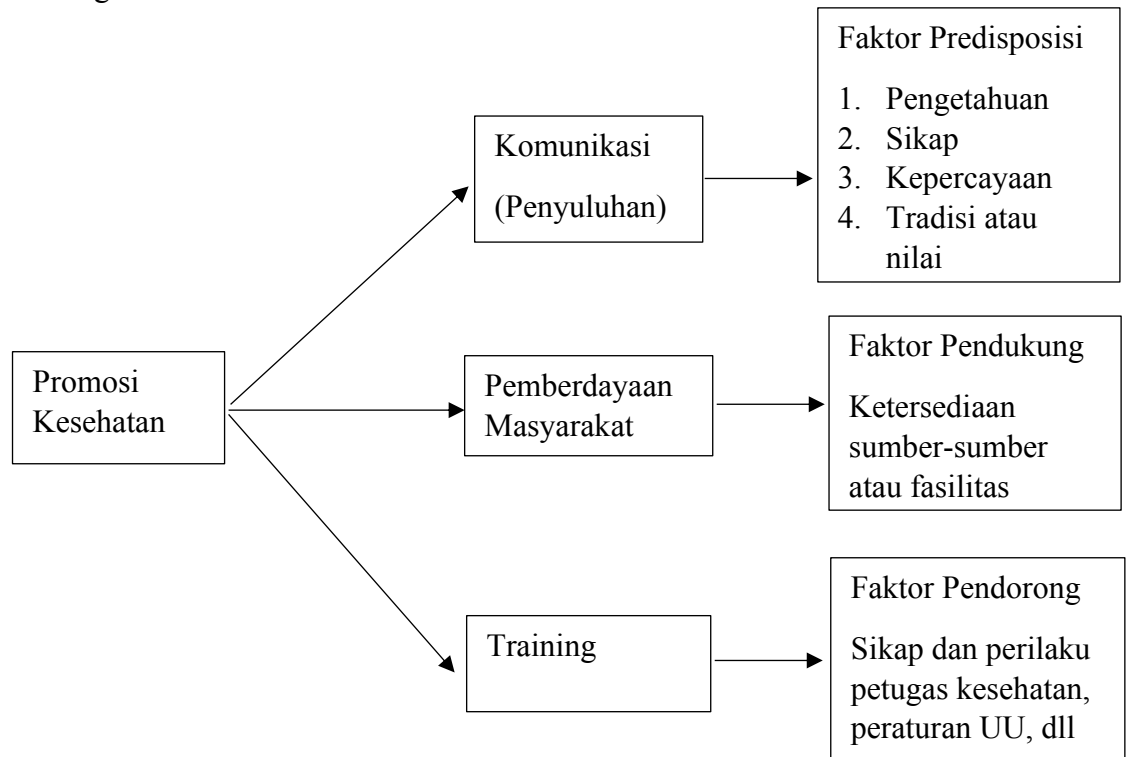 Faktor Predisposisi
1. Pengetahuan
2. Sikap
3. Kepercayaan
4. Tradisi atau
nilai
Komunikasi
(Penyuluhan)
Faktor Pendukung
Ketersediaan
sumber-sumber
atau fasilitas
Pemberdayaan
Masyarakat
Promosi
Kesehatan
Faktor Pendorong
Sikap dan perilaku
petugas kesehatan,
peraturan UU, dll
Training